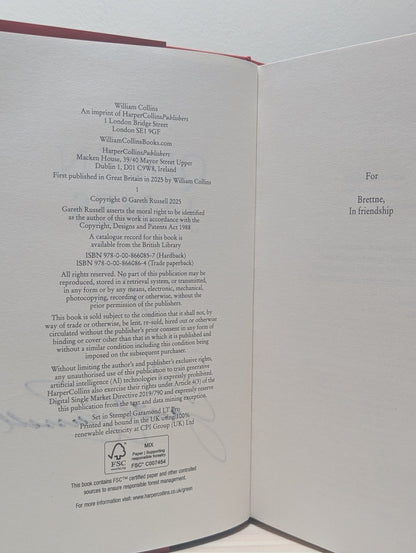 William Collins
An imprint of HarperCollinsPublishers
1 London Bridge Street
London SE1 9GF
WilliamCollinsBooks.com
HarperCollinsPublishers
Macken House, 39/40 Mayor Street Upper
Dublin 1, D01 C9W8, Ireland
First published in Great Britain in 2025 by William Collins
1
Copyright © Gareth Russell 2025
Gareth Russell asserts the moral right to be identified
as the author of this work in accordance with the
Copyright, Designs and Patents Act 1988
A catalogue record for this book is
available from the British Library
ISBN 978-0-00-866085-7 (Hardback)
ISBN 978-0-00-866086-4 (Trade paperback)
All rights reserved. No part of this publication may be
reproduced, stored in a retrieval system, or transmitted,
in any form or by any means, electronic, mechanical,
photocopying, recording or otherwise, without the
prior permission of the publishers.
This book is sold subject to the condition that it shall not, by
way of trade or otherwise, be lent, re-sold, hired out or otherwise
circulated without the publisher's prior consent in any form of
binding or cover other than that in which it is published and
without a similar condition including this condition being
imposed on the subsequent purchaser.
Without limiting the author's and publisher's exclusive rights,
any unauthorised use of this publication to train generative
artificial intelligence (AI) technologies is expressly prohibited.
HarperCollins also exercise their rights under Article 4(3) of the
Digital Single Market Directive 2019/790 and expressly reserve
this publication from the text and data mining exception.
Set in Stempel Garamond LT Pro
Printed and bound in the UK using 100%
renewable electricity at CPI Group (UK) Ltd
FSC
www.fsc.org
MIX
Paper | Supporting
responsible forestry
FSC™ C007454
This book contains FSC™ certified paper and other controlled
sources to ensure responsible forest management.
For more information visit: www.harpercollins.co.uk/green
For
Brettne,
In friendship